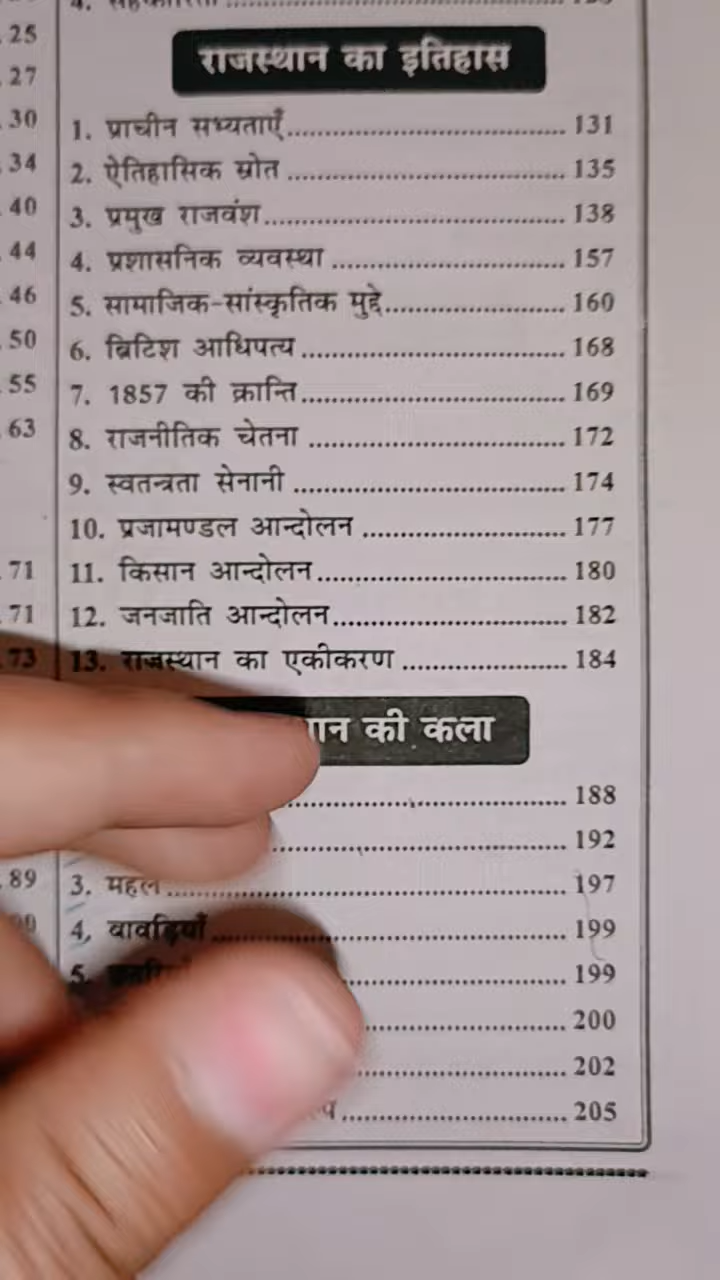 25
27
30
34
40
44
46
50
55
63
71
71
73
89
राजस्थान का इतिहास
1. प्राचीन सभ्यताएँ.......................................... 131
2. ऐतिहासिक स्रोत .......................................... 135
3. प्रमुख राजवंश............................................. 138
4. प्रशासनिक व्यवस्था ................................... 157
5. सामाजिक-सांस्कृतिक मुद्दे........................... 160
6. ब्रिटिश आधिपत्य ....................................... 168
7. 1857 की क्रान्ति....................................... 169
8. राजनीतिक चेतना ...................................... 172
9. स्वतन्त्रता सेनानी ........................................ 174
10. प्रजामण्डल आन्दोलन .............................. 177
11. किसान आन्दोलन..................................... 180
12. जनजाति आन्दोलन................................... 182
13. राजस्थान का एकीकरण ......................... 184
की कला
188
192
3. महल......................................................... 197
4. बावड़ियाँ................................................... 199
5. ................................ 199
200
202
205